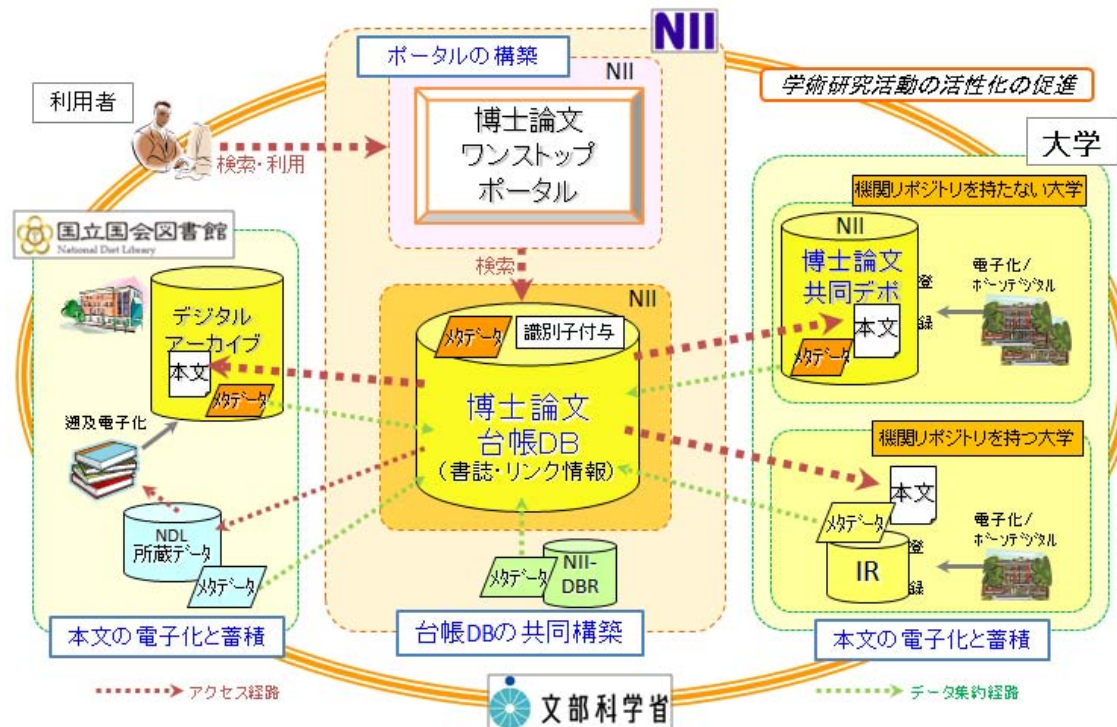 NII
ポータルの構築
NII
利用者
学術研究活動の活性化の促進
博士論文
ワンストップ
ポータル
検索・利用
大学
国立国会図書館
National Diet Library
機関リポジトリを持たない大学
検索
NII
NII
博士論文
共同デポ
登
録
電子化/
ボーンデジタル
本文
メタデータ
デジタル
アーカイブ
本文
メタデータ
メタデータ
識別子付与
博士論文
台帳DB
(書誌・リンク情報)
遡及電子化
機関リポジトリを持つ大学
本文
メタデータ
登
録
電子化/
ボーンデジタル
IR
NDL
所蔵データ
メタデータ
メタデータ
NII-
DBR
本文の電子化と蓄積
台帳DBの共同構築
本文の電子化と蓄積
アクセス経路
文部科学省
データ集約経路